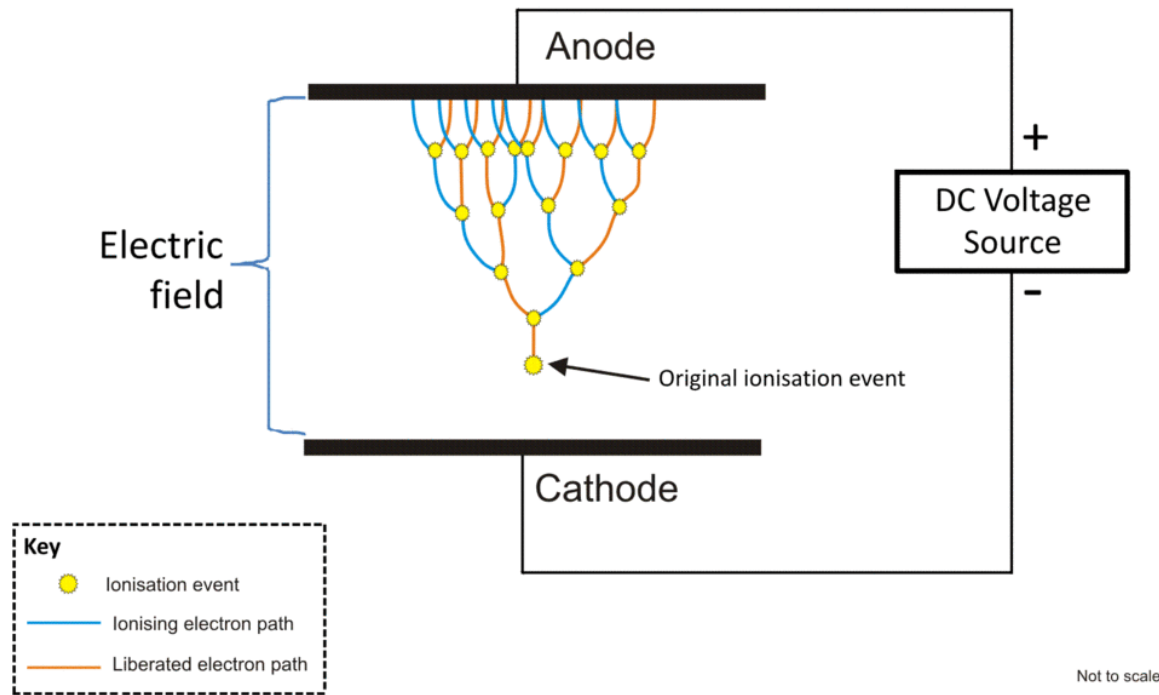 Anode
+
DC Voltage
Source
-
Electric
field
Original ionisation event
Cathode
Key
Ionisation event
Ionising electron path
Liberated electron path
Not to scale